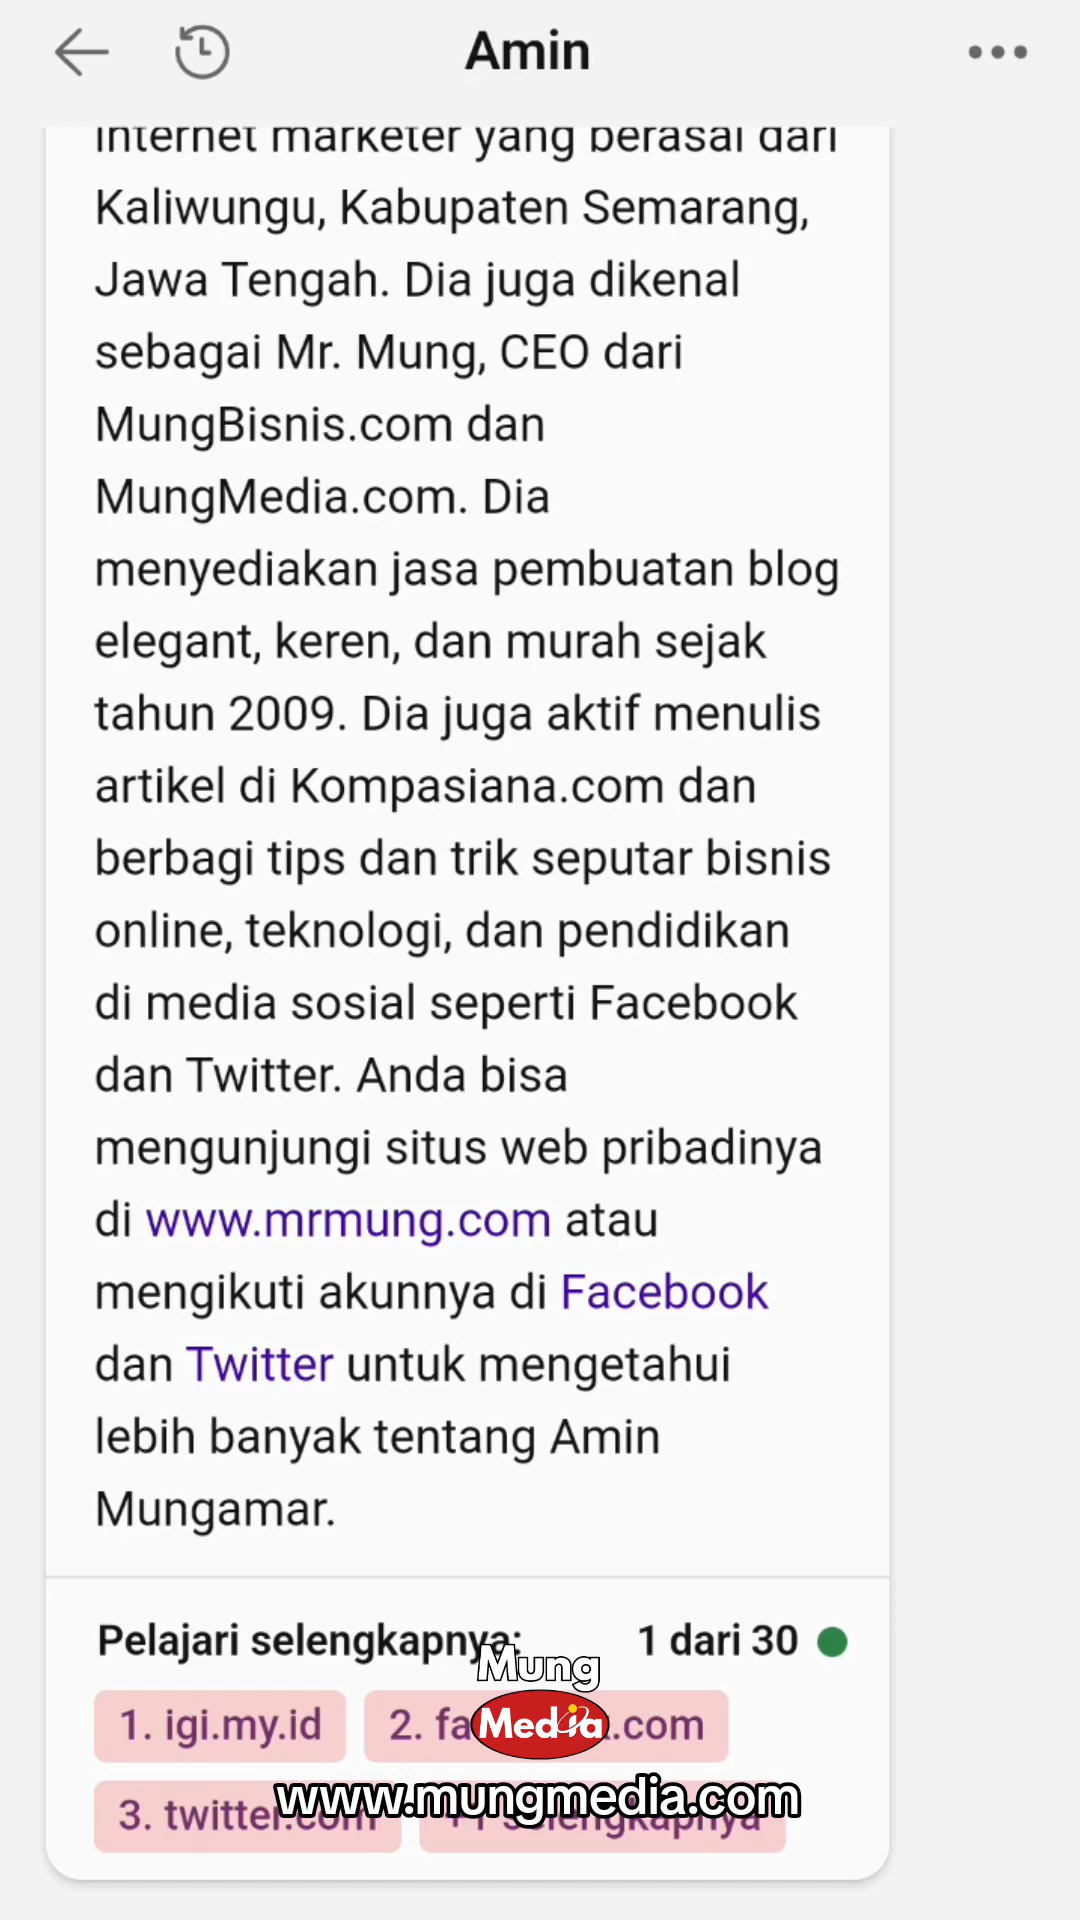 Amin
internet marketer yang berasal dari
Kaliwungu, Kabupaten Semarang,
Jawa Tengah. Dia juga dikenal
sebagai Mr. Mung, CEO dari
MungBisnis.com dan
MungMedia.com. Dia
menyediakan jasa pembuatan blog
elegant, keren, dan murah sejak
tahun 2009. Dia juga aktif menulis
artikel di Kompasiana.com dan
berbagi tips dan trik seputar bisnis
online, teknologi, dan pendidikan
di media sosial seperti Facebook
dan Twitter. Anda bisa
mengunjungi situs web pribadinya
di www.mrmung.com atau
mengikuti akunnya di Facebook
dan Twitter untuk mengetahui
lebih banyak tentang Amin
Mungamar.
Pelajari selengkapnya: 1 dari 30
Mung
1. igi.my.id 2. fa .com
Media
3. twitter.com +1 selengkapnya
www.mungmedia.com